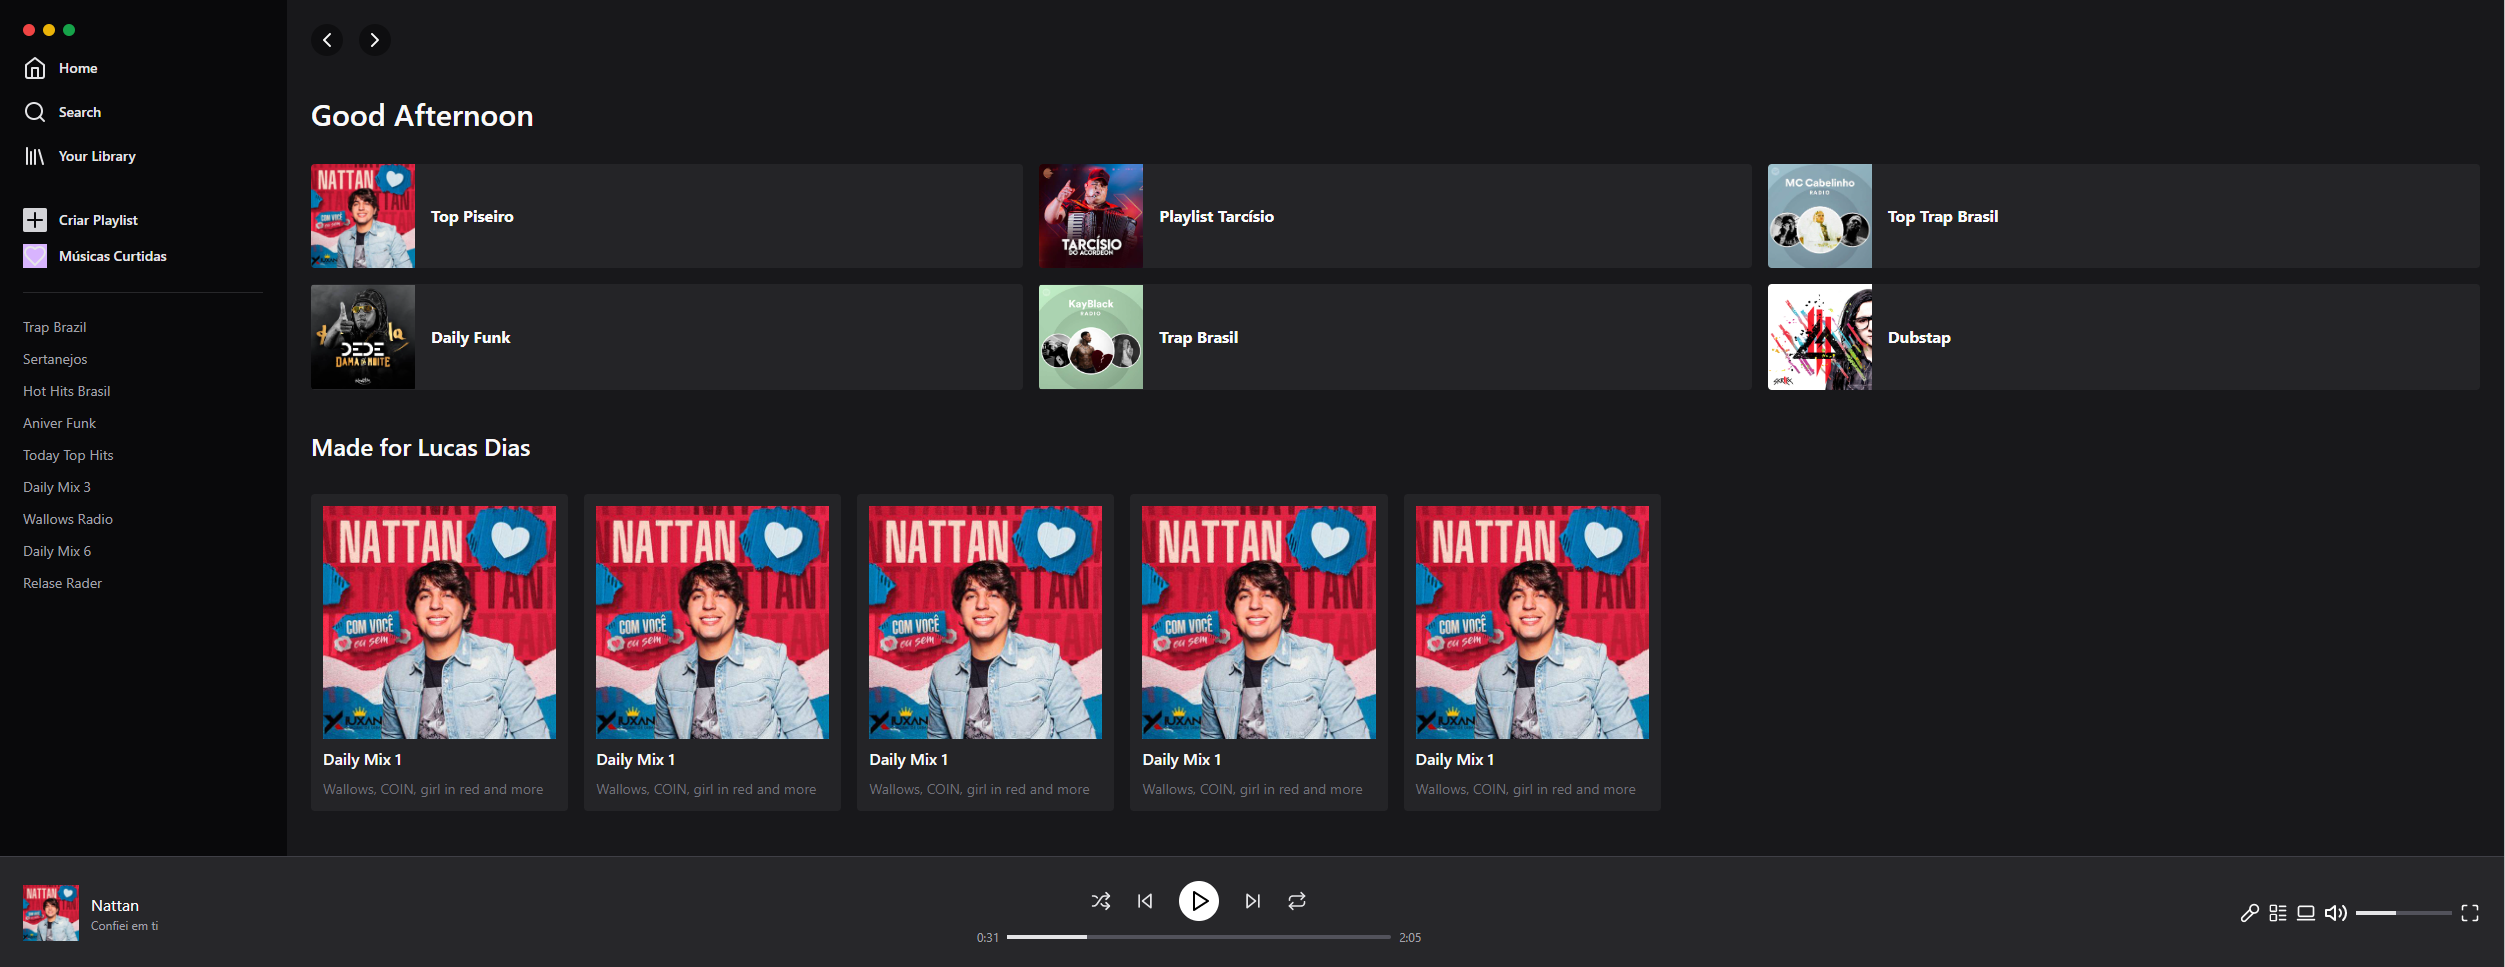 Home
Search
Your Library
Criar Playlist
Músicas Curtidas
Trap Brazil
Sertanejos
Hot Hits Brasil
Aniver Funk
Today Top Hits
Daily Mix 3
Wallows Radio
Daily Mix 6
Relase Rader
Good Afternoon
NATTAN
COM VOCÊ
Top Piseiro
TARCÍSIO
DO ACORDEON
Playlist Tarcísio
MC Cabelinho
RADIO
Top Trap Brasil
DEDE
DAMA DA NOITE
Daily Funk
KayBlack
RADIO
Trap Brasil
Dubstap
Made for Lucas Dias
NATTAN
COM VOCÊ
eu sem
Daily Mix 1
Wallows, COIN, girl in red and more
NATTAN
COM VOCÊ
eu sem
Daily Mix 1
Wallows, COIN, girl in red and more
NATTAN
COM VOCÊ
eu sem
Daily Mix 1
Wallows, COIN, girl in red and more
NATTAN
COM VOCÊ
eu sem
Daily Mix 1
Wallows, COIN, girl in red and more
NATTAN
COM VOCÊ
eu sem
Daily Mix 1
Wallows, COIN, girl in red and more
NATTAN
Nattan
Confiei em ti
0:31
2:05